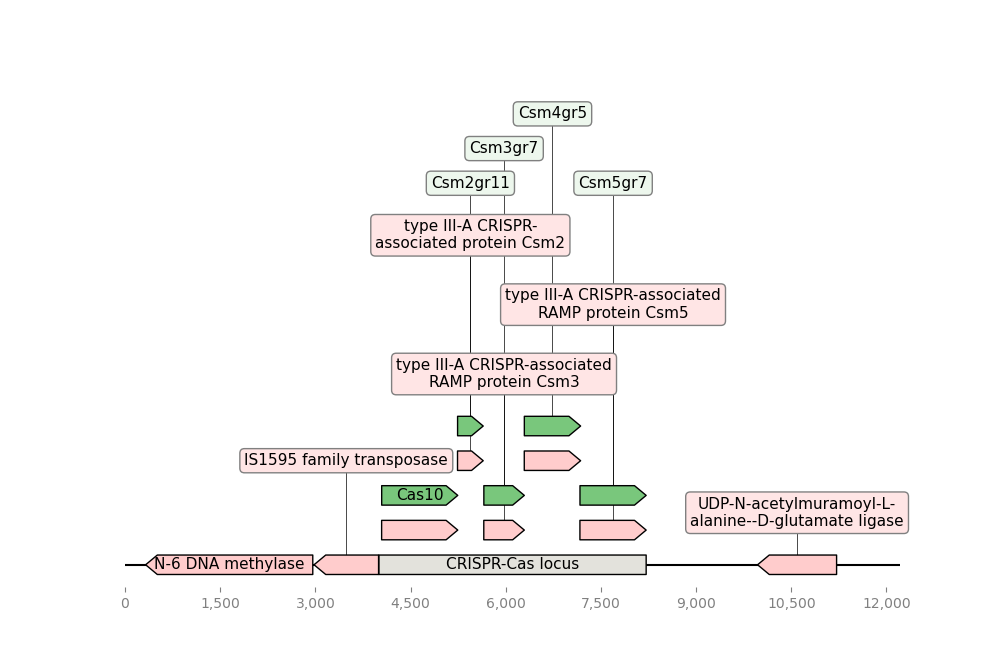 Csm4gr5
Csm3gr7
Csm2gr11
Csm5gr7
type III-A CRISPR-
associated protein Csm2
type III-A CRISPR-associated
RAMP protein Csm5
type III-A CRISPR-associated
RAMP protein Csm3
IS1595 family transposase
Cas10
UDP-N-acetylmuramoyl-L-
alanine--D-glutamate ligase
N-6 DNA methylase
CRISPR-Cas locus
0 1,500 3,000 4,500 6,000 7,500 9,000 10,500 12,000